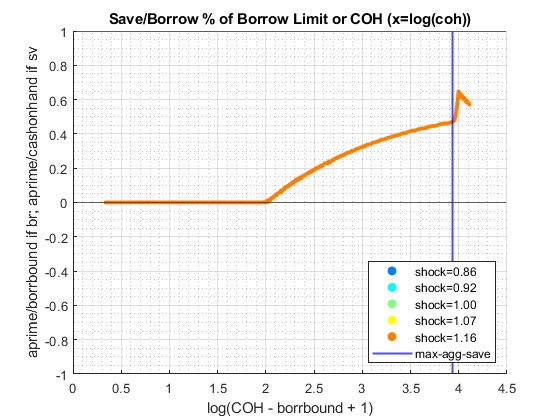 Save/Borrow % of Borrow Limit or COH (x=log(coh))
aprime/borrbound if br; aprime/cashonhand if sv
1
0.8
0.6
0.4
0.2
0
-0.2
-0.4
-0.6
-0.8
-1
shock=0.86
shock=0.92
shock=1.00
shock=1.07
shock=1.16
max-agg-save
0 0.5 1 1.5 2 2.5 3 3.5 4 4.5
log(COH - borrbound + 1)